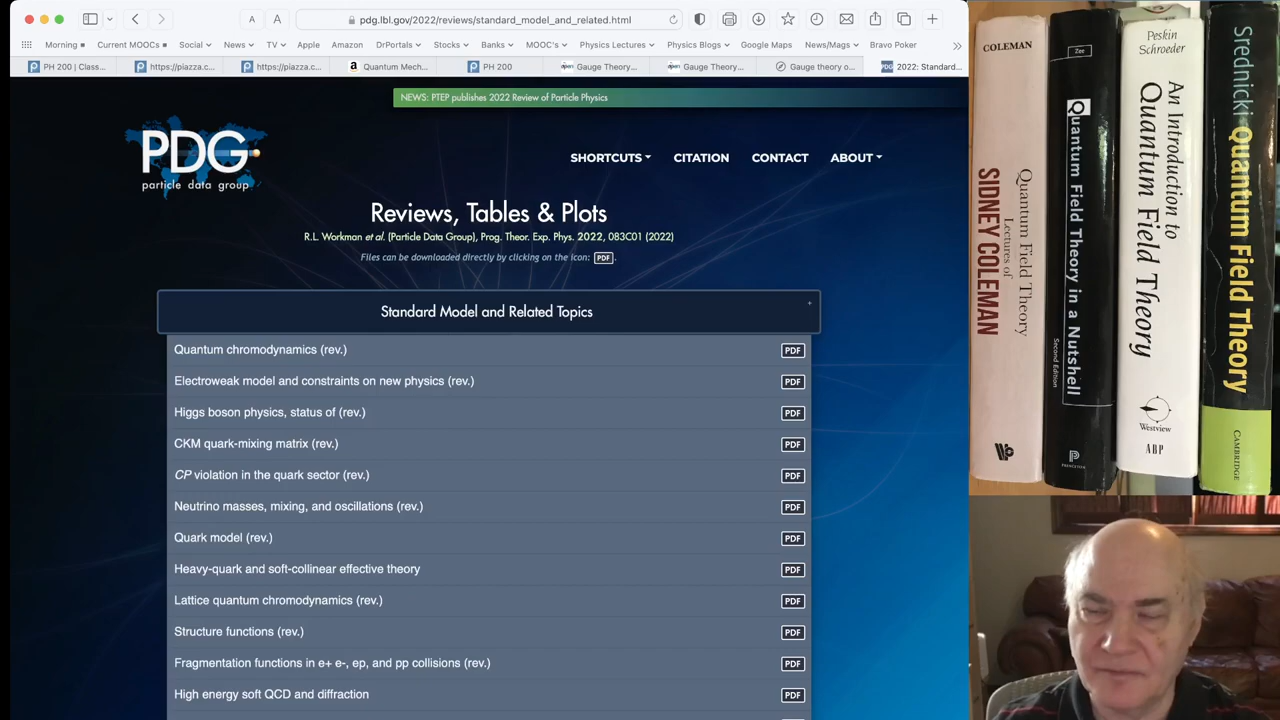 A A pdg.lbl.gov/2022/reviews/standard_model_and_related.html
Morning Current MOOCs Social News TV Apple Amazon DrPortals Stocks Banks MOOC's Physics Lectures Physics Blogs Google Maps News/Mags Bravo Poker
PH 200 | Class... https://piazza.c... https://piazza.c... Quantum Mech... PH 200 Gauge Theory... Gauge Theory... Gauge theory o... 2022: Standard...
NEWS: PTEP publishes 2022 Review of Particle Physics
PDG
particle data group
SHORTCUTS CITATION CONTACT ABOUT
Reviews, Tables & Plots
R.L. Workman et al. (Particle Data Group), Prog. Theor. Exp. Phys. 2022, 083C01 (2022)
Files can be downloaded directly by clicking on the icon: PDF.
Standard Model and Related Topics +
Quantum chromodynamics (rev.) PDF
Electroweak model and constraints on new physics (rev.) PDF
Higgs boson physics, status of (rev.) PDF
CKM quark-mixing matrix (rev.) PDF
CP violation in the quark sector (rev.) PDF
Neutrino masses, mixing, and oscillations (rev.) PDF
Quark model (rev.) PDF
Heavy-quark and soft-collinear effective theory PDF
Lattice quantum chromodynamics (rev.) PDF
Structure functions (rev.) PDF
Fragmentation functions in e+ e-, ep, and pp collisions (rev.) PDF
High energy soft QCD and diffraction PDF
COLEMAN
Quantum Field Theory
Lectures of
SIDNEY COLEMAN
Zee
Quantum Field Theory in a Nutshell
Second Edition
PRINCETON
Peskin
Schroeder
An Introduction to
Quantum Field Theory
Westview
ABP
Srednicki Quantum Field Theory
CAMBRIDGE